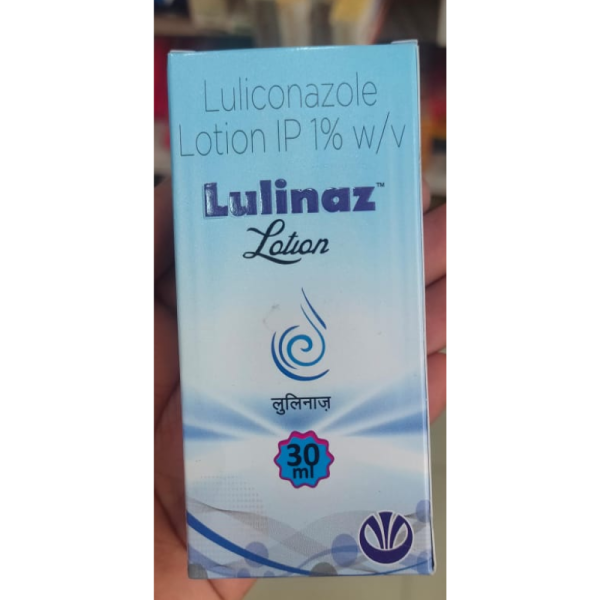 Luliconazole
Lotion IP 1% w/v
Lulinaz™
Lotion
लुलिनाज़
30
ml